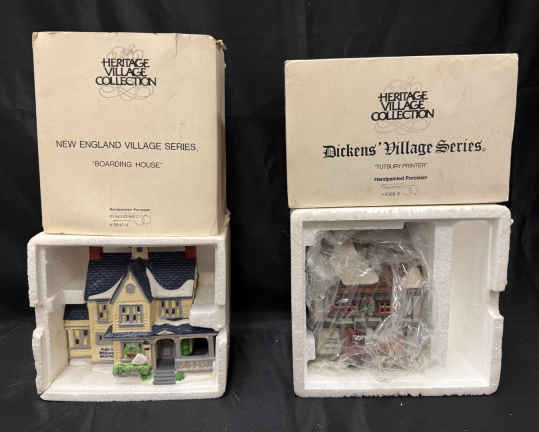 HERITAGE
VILLAGE
COLLECTION
NEW ENGLAND VILLAGE SERIES®
"BOARDING HOUSE"
Handpainted Porcelain
HERITAGE
VILLAGE
COLLECTION
Dickens' Village Series®
"TUTBURY PRINTER"
Handpainted Porcelain